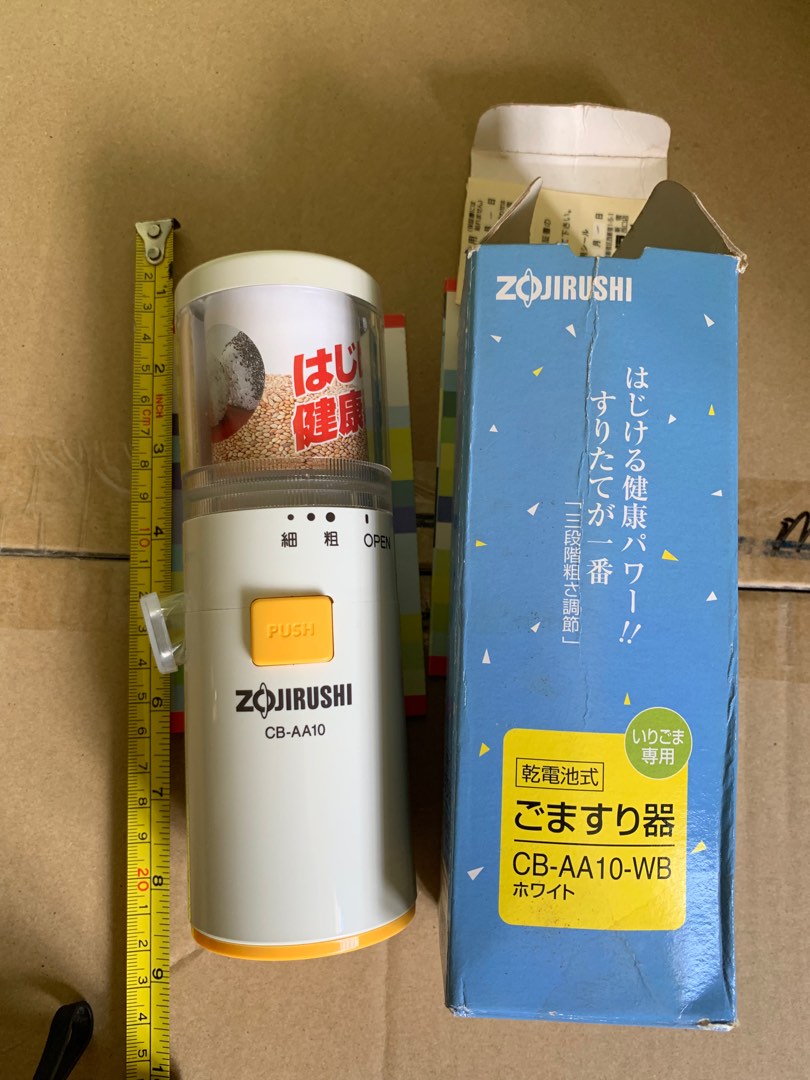 INCH
cm
はじ
健康
細 粗 OPEN
PUSH
ZOJIRUSHI
CB-AA10
ZOJIRUSHI
はじける健康パワー!!
すりたてが一番
「三段階粗さ調節」
いりごま
専用
乾電池式
ごますり器
CB-AA10-WB
ホワイト